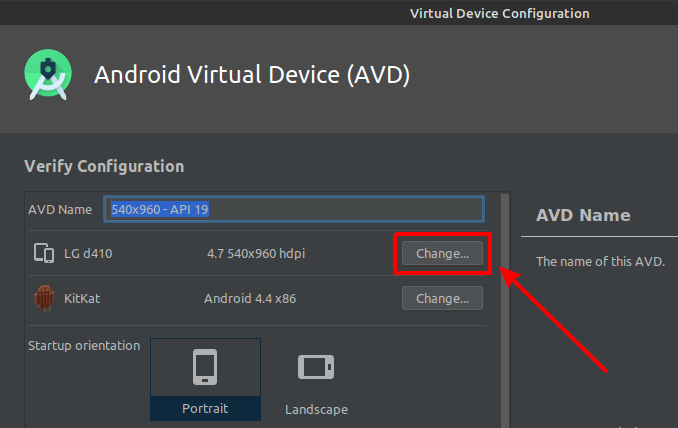 Virtual Device Configuration
Android Virtual Device (AVD)
Verify Configuration
AVD Name 540x960 - API 19
LG d410 4.7 540x960 hdpi Change...
KitKat Android 4.4 x86 Change...
Startup orientation
Portrait
Landscape
AVD Name
The name of this AVD.